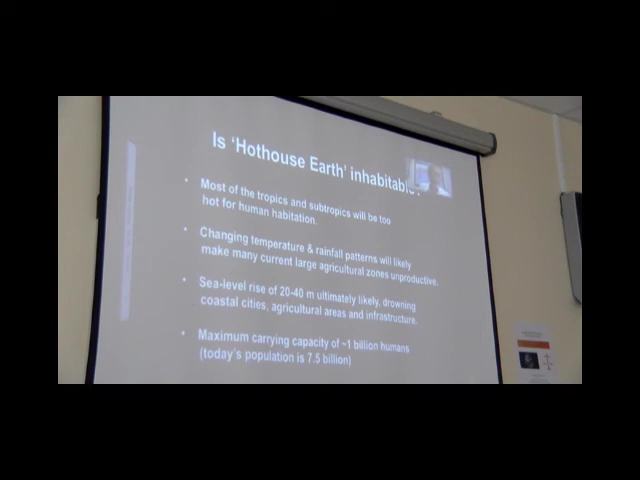 Is ‘Hothouse Earth’ inhabitable?
• Most of the tropics and subtropics will be too
hot for human habitation.
• Changing temperature & rainfall patterns will likely
make many current large agricultural zones unproductive.
• Sea-level rise of 20-40 m ultimately likely, drowning
coastal cities, agricultural areas and infrastructure.
• Maximum carrying capacity of ~1 billion humans
(today’s population is 7.5 billion)